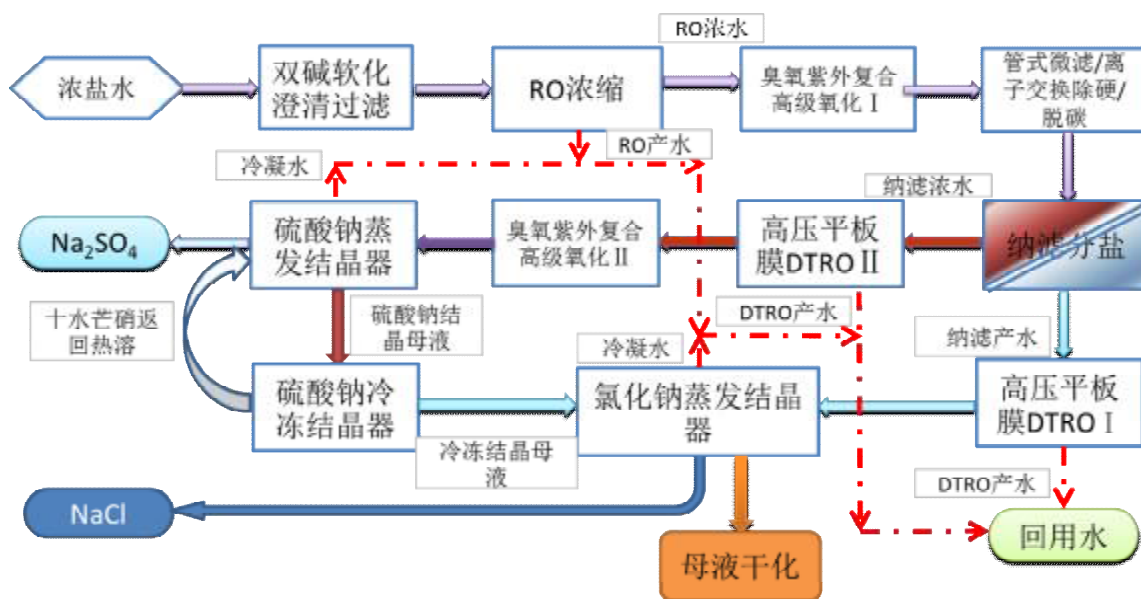 RO浓水
浓盐水
双碱软化
澄清过滤
RO浓缩
臭氧紫外复合
高级氧化Ⅰ
管式微滤/离
子交换除硬/
脱碳
冷凝水
RO产水
纳滤浓水
Na₂SO₄
硫酸钠蒸
发结晶器
臭氧紫外复合
高级氧化Ⅱ
高压平板
膜DTROⅡ
纳滤分盐
十水芒硝返
回热溶
硫酸钠结
晶母液
DTRO产水
冷凝水
纳滤产水
硫酸钠冷
冻结晶器
氯化钠蒸发结晶
器
高压平板
膜DTROⅠ
冷冻结晶母
液
DTRO产水
NaCl
母液干化
回用水